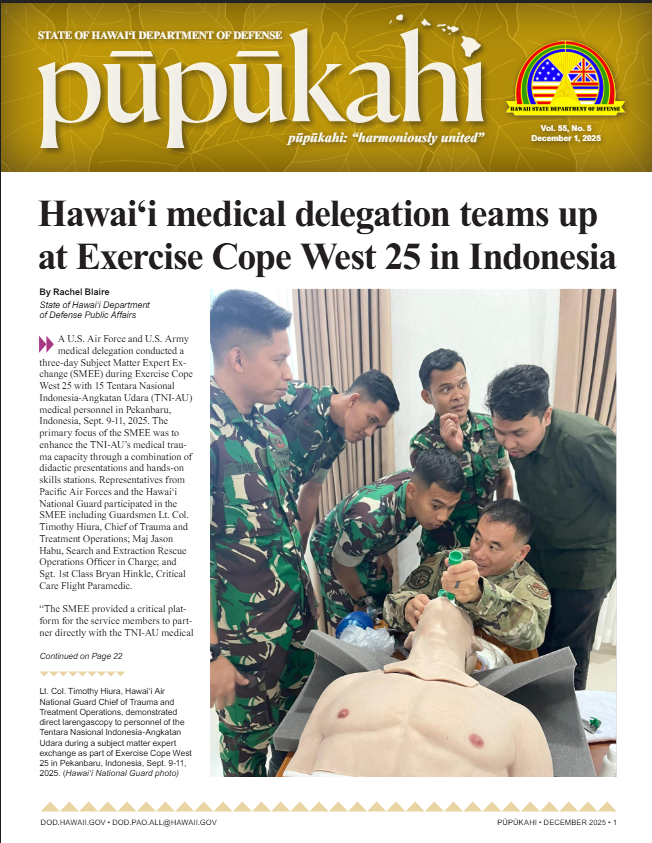 STATE OF HAWAI‘I DEPARTMENT OF DEFENSE
pūpūkahi
pūpūkahi: “harmoniously united”
HAWAII STATE DEPARTMENT OF DEFENSE
Vol. 55, No. 5
December 1, 2025
Hawai‘i medical delegation teams up
at Exercise Cope West 25 in Indonesia
By Rachel Blaire
State of Hawai‘i Department
of Defense Public Affairs
A U.S. Air Force and U.S. Army
medical delegation conducted a
three-day Subject Matter Expert Ex-
change (SMEE) during Exercise Cope
West 25 with 15 Tentara Nasional
Indonesia-Angkatan Udara (TNI-AU)
medical personnel in Pekanbaru,
Indonesia, Sept. 9-11, 2025. The
primary focus of the SMEE was to
enhance the TNI-AU’s medical trau-
ma capacity through a combination of
didactic presentations and hands-on
skills stations. Representatives from
Pacific Air Forces and the Hawai‘i
National Guard participated in the
SMEE including Guardsmen Lt. Col.
Timothy Hiura, Chief of Trauma and
Treatment Operations; Maj Jason
Habu, Search and Extraction Rescue
Operations Officer in Charge; and
Sgt. 1st Class Bryan Hinkle, Critical
Care Flight Paramedic.
“The SMEE provided a critical plat-
form for the service members to part-
ner directly with the TNI-AU medical
Continued on Page 22
Lt. Col. Timothy Hiura, Hawai‘i Air
National Guard Chief of Trauma and
Treatment Operations, demonstrated
direct larengascopy to personnel of the
Tentara Nasional Indonesia-Angkatan
Udara during a subject matter expert
exchange as part of Exercise Cope West
25 in Pekanbaru, Indonesia, Sept. 9-11,
2025. (Hawai‘i National Guard photo)
DOD.HAWAII.GOV • DOD.PAO.ALL@HAWAII.GOV
PŪPŪKAHI • DECEMBER 2025 • 1